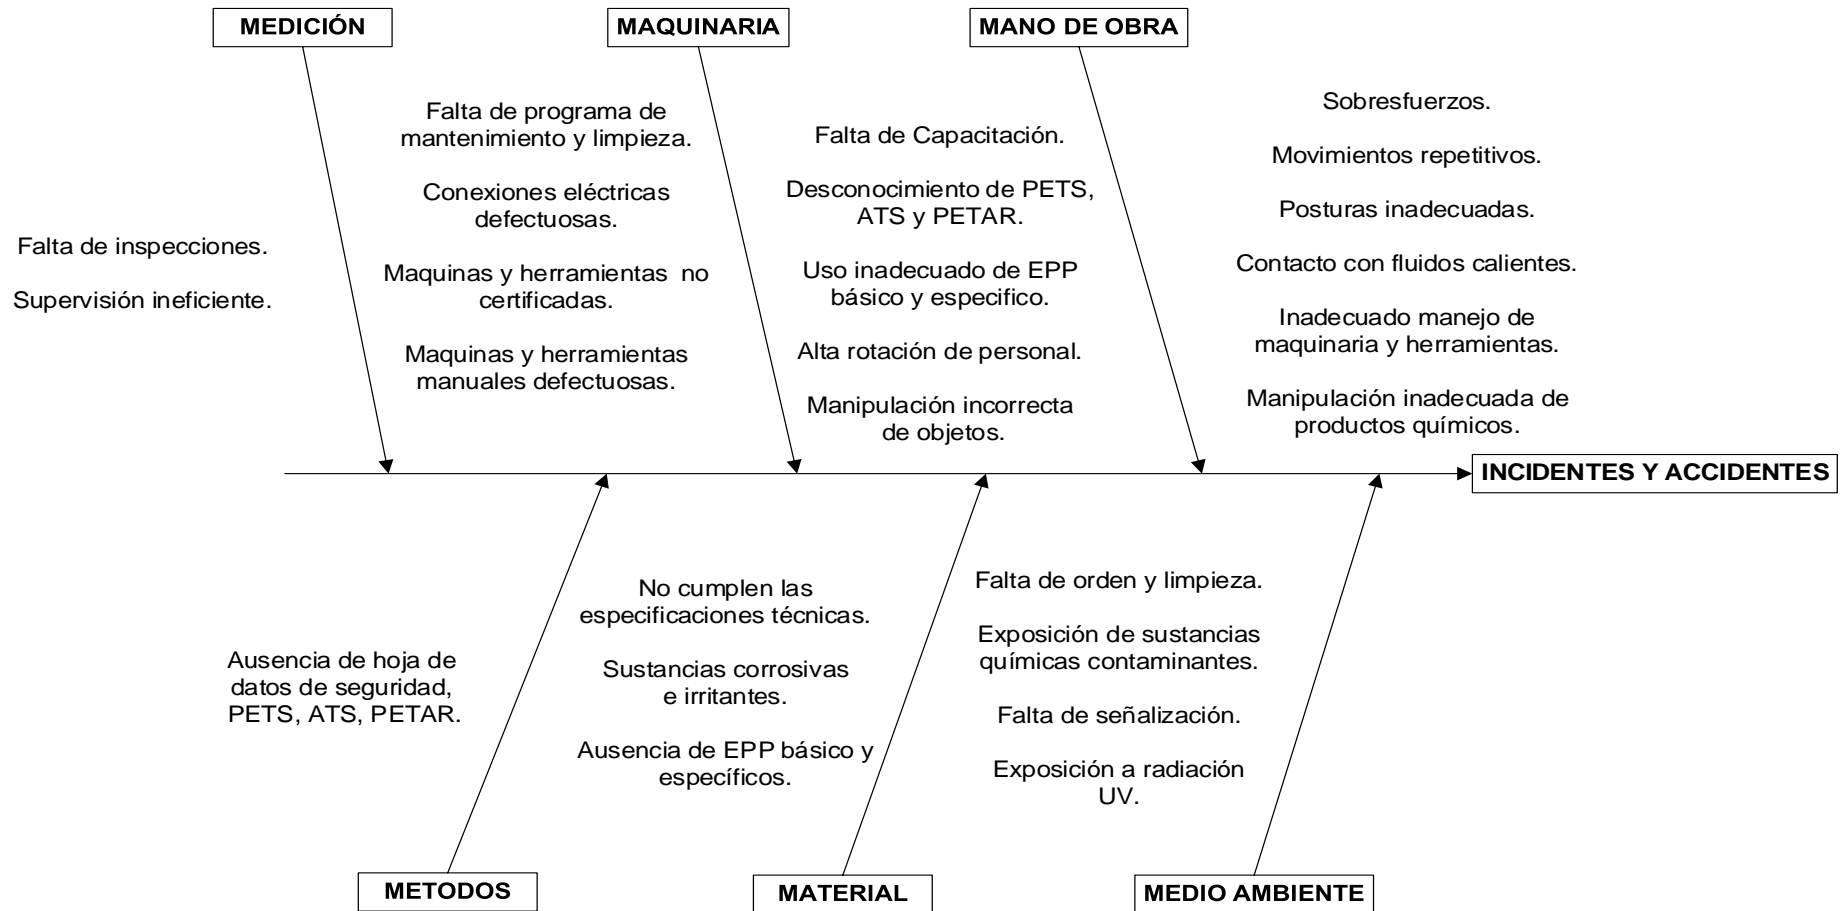 MEDICIÓN
MAQUINARIA
MANO DE OBRA
Falta de inspecciones.
Supervisión ineficiente.
Falta de programa de
mantenimiento y limpieza.
Conexiones eléctricas
defectuosas.
Maquinas y herramientas no
certificadas.
Maquinas y herramientas
manuales defectuosas.
Falta de Capacitación.
Desconocimiento de PETS,
ATS y PETAR.
Uso inadecuado de EPP
básico y especifico.
Alta rotación de personal.
Manipulación incorrecta
de objetos.
Sobresfuerzos.
Movimientos repetitivos.
Posturas inadecuadas.
Contacto con fluidos calientes.
Inadecuado manejo de
maquinaria y herramientas.
Manipulación inadecuada de
productos químicos.
INCIDENTES Y ACCIDENTES
Ausencia de hoja de
datos de seguridad,
PETS, ATS, PETAR.
No cumplen las
especificaciones técnicas.
Sustancias corrosivas
e irritantes.
Ausencia de EPP básico y
específicos.
Falta de orden y limpieza.
Exposición de sustancias
químicas contaminantes.
Falta de señalización.
Exposición a radiación
UV.
METODOS
MATERIAL
MEDIO AMBIENTE